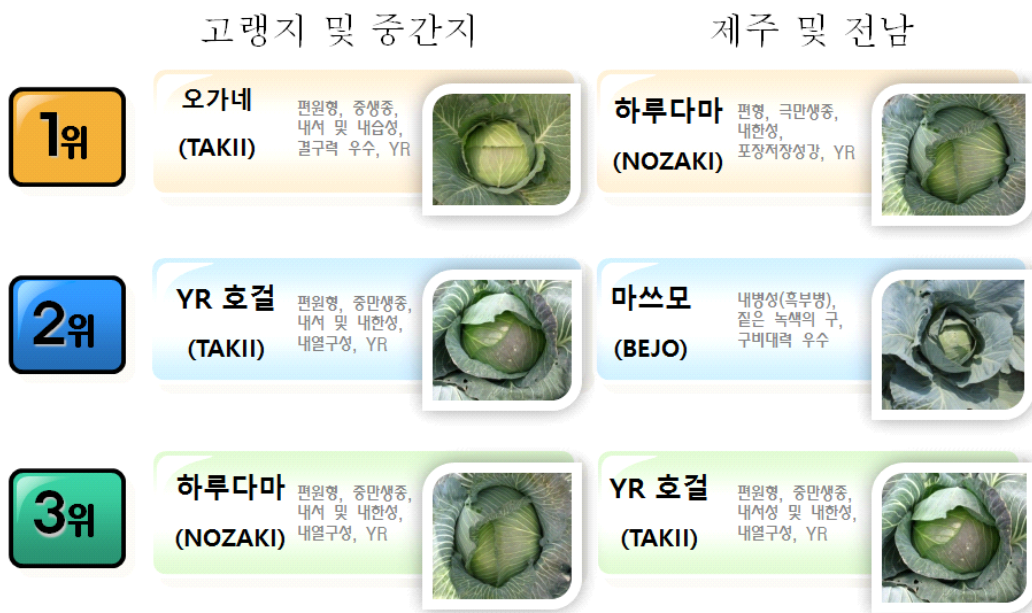 고랭지 및 중간지
제주 및 전남
1위
오가네
(TAKII)
편원형, 중생종,
내서 및 내습성,
결구력 우수, YR
하루다마
(NOZAKI)
편형, 극만생종,
내한성,
포장저장성강, YR
2위
YR 호걸
(TAKII)
편원형, 중만생종,
내서 및 내한성,
내열구성, YR
마쓰모
(BEJO)
내병성(흑부병),
짙은 녹색의 구,
구비대력 우수
3위
하루다마
(NOZAKI)
편원형, 중만생종,
내서 및 내한성,
내열구성, YR
YR 호걸
(TAKII)
편원형, 중만생종,
내서성 및 내한성,
내열구성, YR